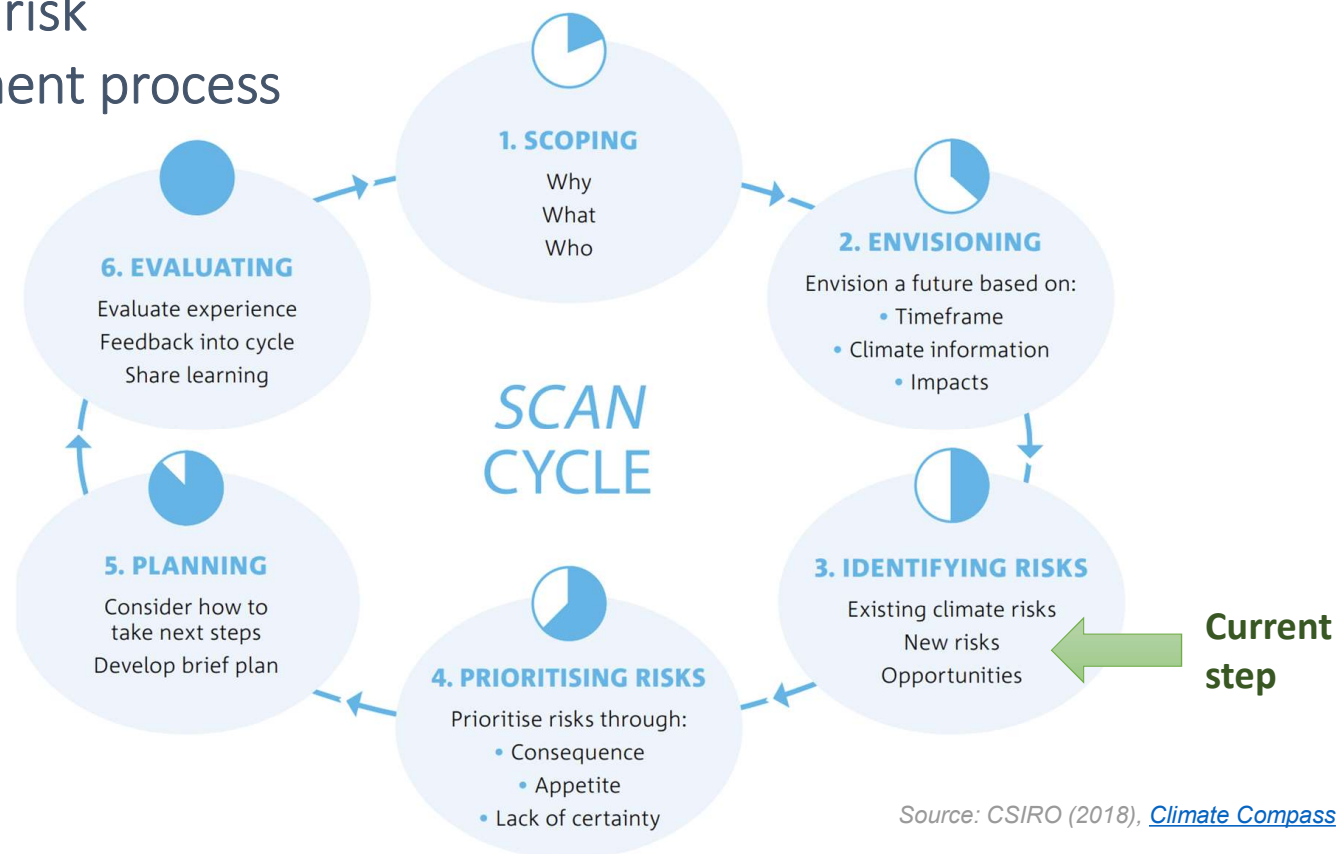 risk
ment process
1. SCOPING
Why
What
Who
2. ENVISIONING
Envision a future based on:
• Timeframe
• Climate information
• Impacts
3. IDENTIFYING RISKS
Existing climate risks
New risks
Opportunities
Current
step
4. PRIORITISING RISKS
Prioritise risks through:
• Consequence
• Appetite
• Lack of certainty
5. PLANNING
Consider how to
take next steps
Develop brief plan
6. EVALUATING
Evaluate experience
Feedback into cycle
Share learning
SCAN
CYCLE
Source: CSIRO (2018), Climate Compass